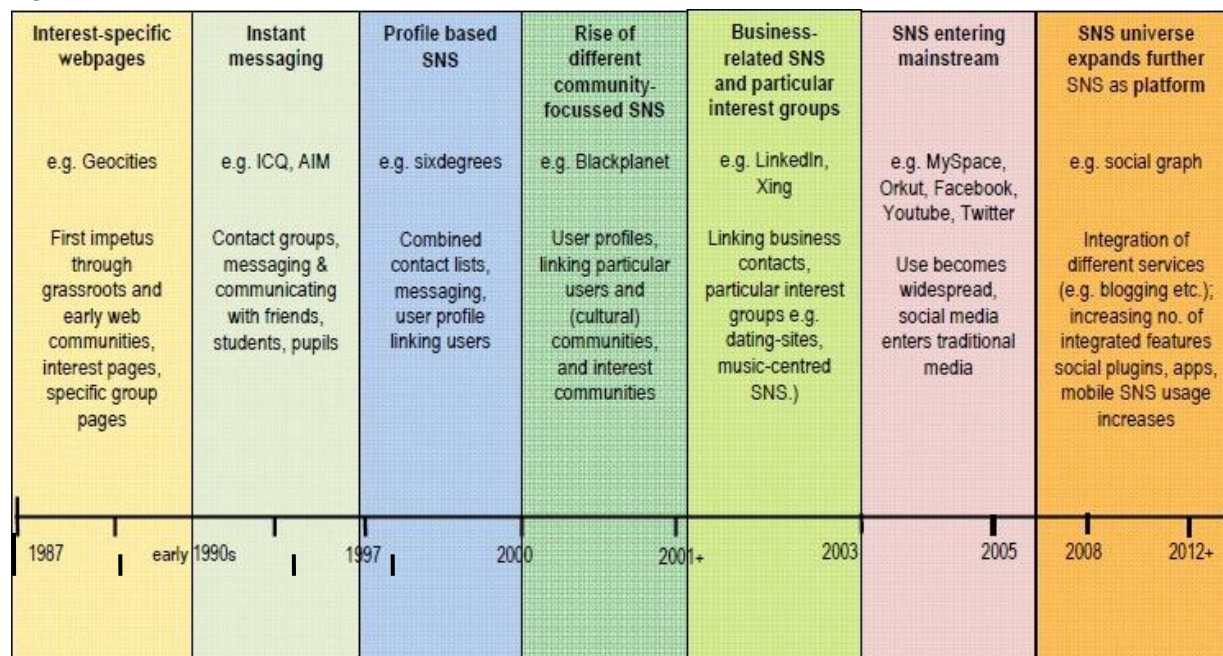 Interest-specific
webpages
e.g. Geocities
First impetus
through
grassroots and
early web
communities,
interest pages,
specific group
pages
Instant
messaging
e.g. ICQ, AIM
Contact groups,
messaging &
communicating
with friends,
students, pupils
Profile based
SNS
e.g. sixdegrees
Combined
contact lists,
messaging,
user profile
linking users
Rise of
different
community-
focussed SNS
e.g. Blackplanet
User profiles,
linking particular
users and
(cultural)
communities,
and interest
communities
Business-
related SNS
and particular
interest groups
e.g. LinkedIn,
Xing
Linking business
contacts,
particular interest
groups e.g.
dating-sites,
music-centred
SNS.)
SNS entering
mainstream
e.g. MySpace,
Orkut, Facebook,
Youtube, Twitter
Use becomes
widespread,
social media
enters traditional
media
SNS universe
expands further
SNS as platform
e.g. social graph
Integration of
different services
(e.g. blogging etc.);
increasing no. of
integrated features
social plugins, apps,
mobile SNS usage
increases
1987
early 1990s
1997
2000
2001+
2003
2005
2008
2012+